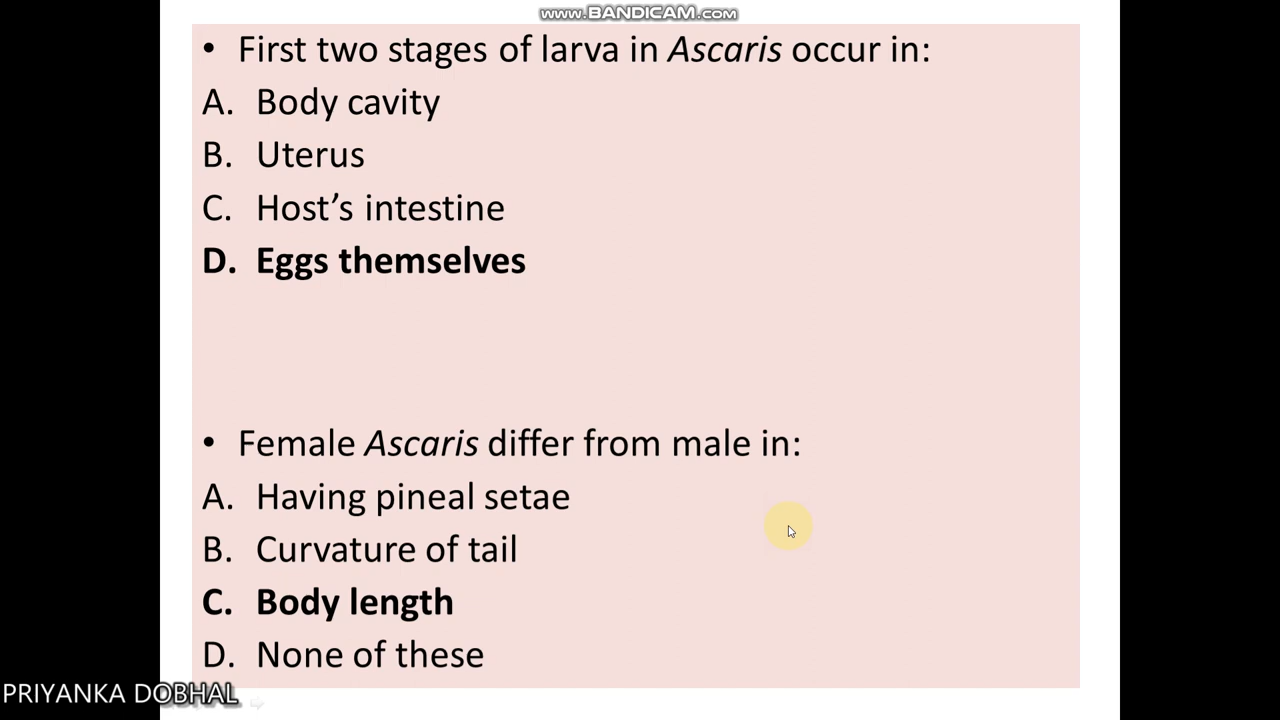 www.BANDICAM.com
• First two stages of larva in Ascaris occur in:
A. Body cavity
B. Uterus
C. Host’s intestine
D. Eggs themselves
• Female Ascaris differ from male in:
A. Having pineal setae
B. Curvature of tail
C. Body length
D. None of these
PRIYANKA DOBHAL